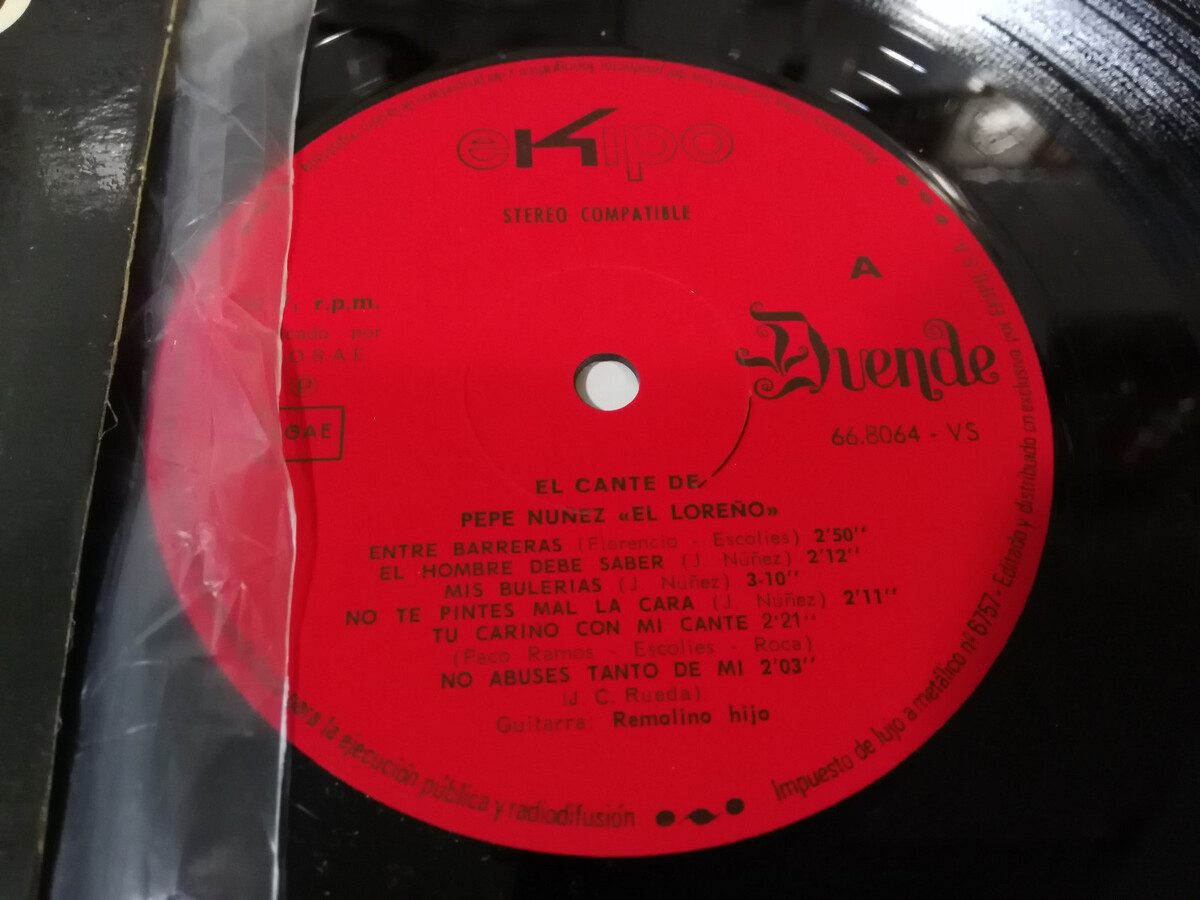 eKipo
STEREO COMPATIBLE
A
r.p.m.
por
Duende
GAE
66.8064 - VS
EL CANTE DE
PEPE NUÑEZ «EL LOREÑO»
ENTRE BARRERAS (Florencio - Escolies) 2'50''
EL HOMBRE DEBE SABER (J. Núñez) 2'12''
MIS BULERIAS (J. Núñez) 3-10''
NO TE PINTES MAL LA CARA (J. Núñez) 2'11''
TU CARIÑO CON MI CANTE 2'21''
(Paco Ramos - Escolies - Roca)
NO ABUSES TANTO DE MI 2'03''
(J. C. Rueda)
Guitarra: Remolino hijo
para la ejecución pública y radiodifusión
Impuesto de lujo a metálico n.º 6757 • Editado y distribuido en exclusiva por Ekipo, S. A.